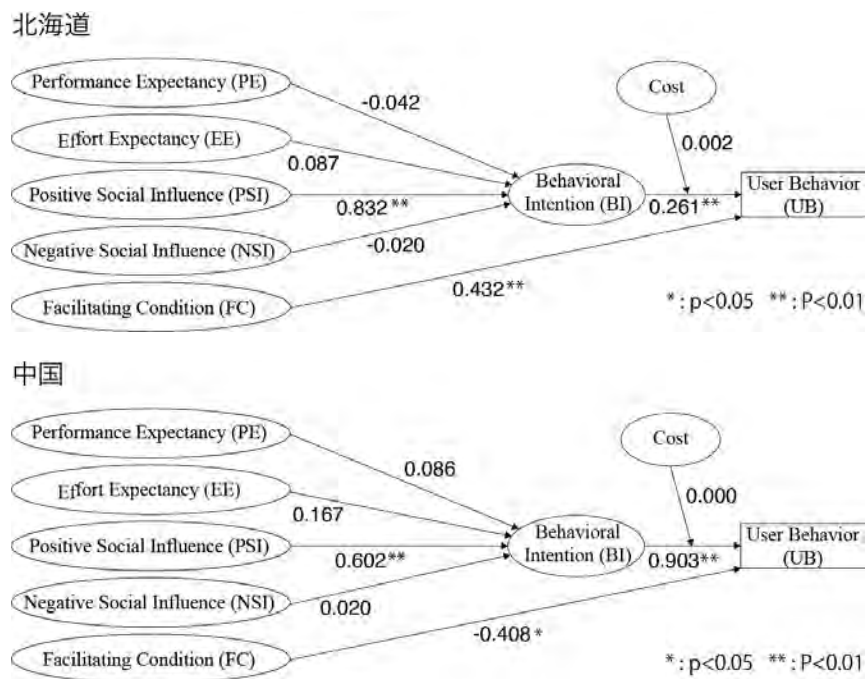 北海道
Performance Expectancy (PE)
-0.042
Cost
Effort Expectancy (EE)
0.087
0.002
Positive Social Influence (PSI)
0.832 **
Behavioral
Intention (BI)
0.261**
User Behavior
(UB)
Negative Social Influence (NSI)
-0.020
Facilitating Condition (FC)
0.432**
*: p<0.05 **: P<0.01
中国
Performance Expectancy (PE)
0.086
Cost
Effort Expectancy (EE)
0.167
0.000
Positive Social Influence (PSI)
0.602**
Behavioral
Intention (BI)
0.903**
User Behavior
(UB)
Negative Social Influence (NSI)
0.020
Facilitating Condition (FC)
-0.408 *
*: p<0.05 **: P<0.01